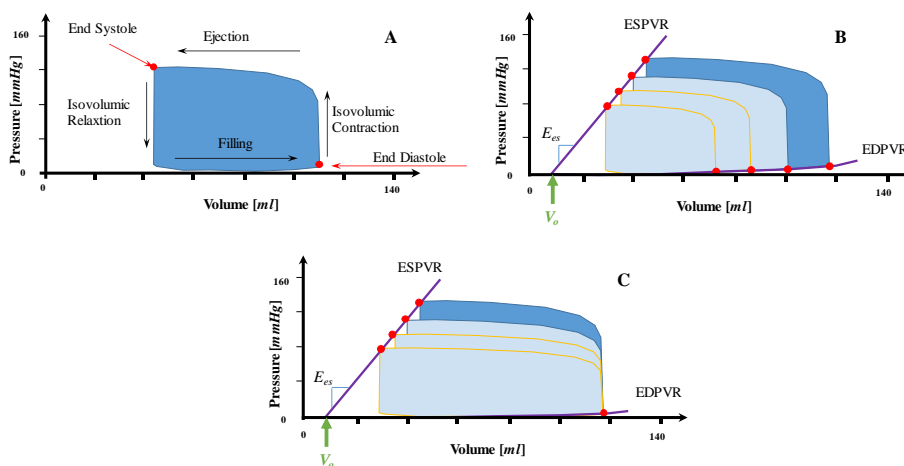 A
End Systole
Ejection
160
Pressure [mmHg]
Isovolumic
Relaxtion
Isovolumic
Contraction
Filling
End Diastole
0
0
140
Volume [ml]
ESPVR
B
160
Pressure [mmHg]
Ees
EDPVR
0
0
140
Volume [ml]
Vo
ESPVR
C
160
Pressure [mmHg]
Ees
EDPVR
0
0
140
Volume [ml]
Vo